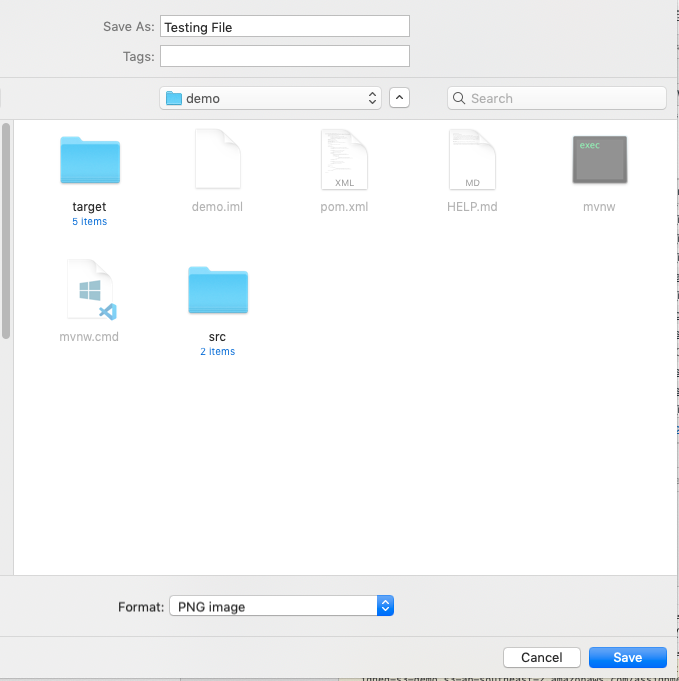 Save As: Testing File
Tags:
demo
Search
target
5 items
demo.iml
XML
pom.xml
MD
HELP.md
exec
mvnw
mvnw.cmd
src
2 items
Format: PNG image
Cancel
Save